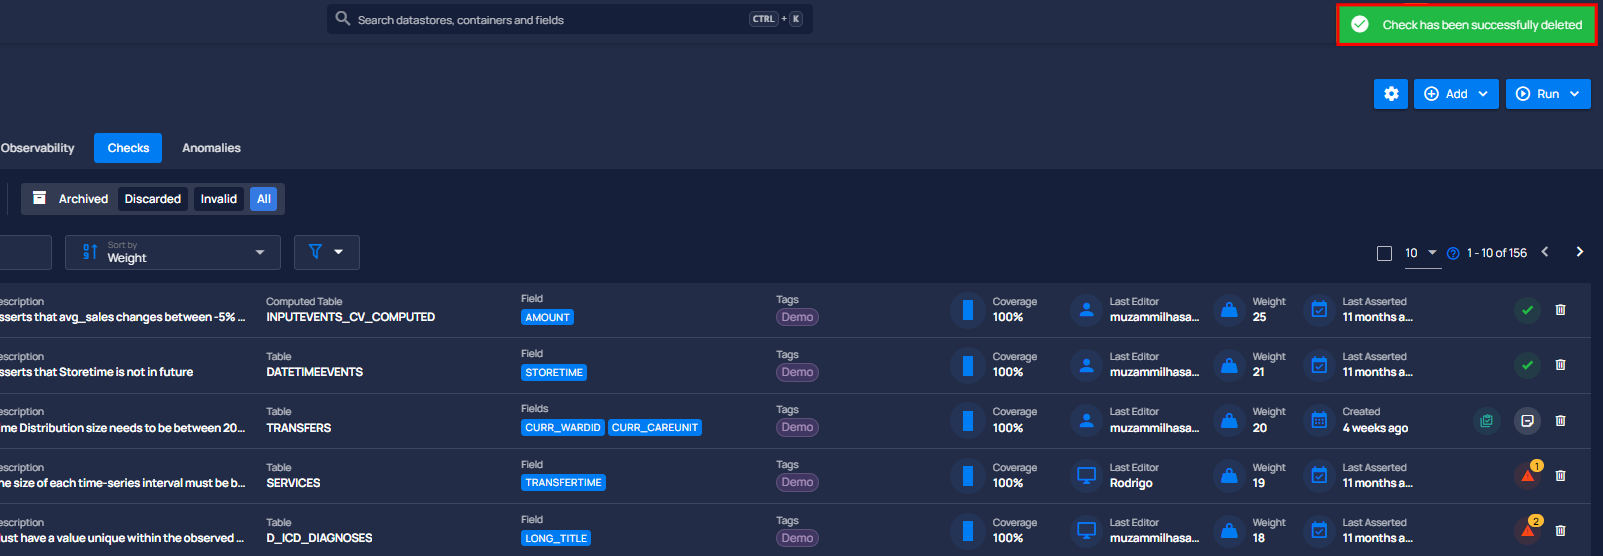 Search datastores, containers and fields CTRL + K
Check has been successfully deleted
Add Run
Observability Checks Anomalies
Archived Discarded Invalid All
Sort by
Weight
10 1 - 10 of 156
escription Computed Table Field Tags Coverage Last Editor Weight Last Asserted
sserts that avg_sales changes between -5% ... INPUTEVENTS_CV_COMPUTED AMOUNT Demo 100% muzammilhasa... 25 11 months a...
escription Table Field Tags Coverage Last Editor Weight Last Asserted
sserts that Storetime is not in future DATETIMEEVENTS STORETIME Demo 100% muzammilhasa... 21 11 months a...
escription Table Fields Tags Coverage Last Editor Weight Created
ime Distribution size needs to be between 20... TRANSFERS CURR_WARDID CURR_CAREUNIT Demo 100% muzammilhasa... 20 4 weeks ago
escription Table Field Tags Coverage Last Editor Weight Last Asserted 1
he size of each time-series interval must be b... SERVICES TRANSFERTIME Demo 100% Rodrigo 19 11 months a...
escription Table Field Tags Coverage Last Editor Weight Last Asserted 2
lust have a value unique within the observed ... D_ICD_DIAGNOSES LONG_TITLE Demo 100% muzammilhasa... 18 11 months a...